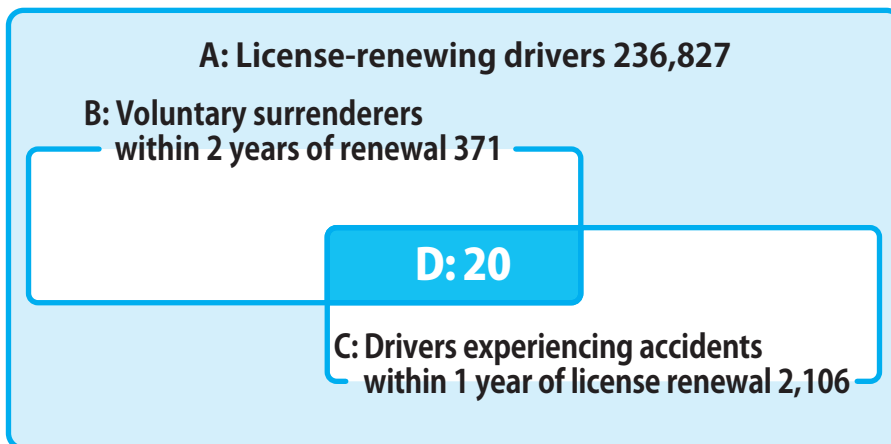 A: License-renewing drivers 236,827
B: Voluntary surrenderers
within 2 years of renewal 371
D: 20
C: Drivers experiencing accidents
within 1 year of license renewal 2,106